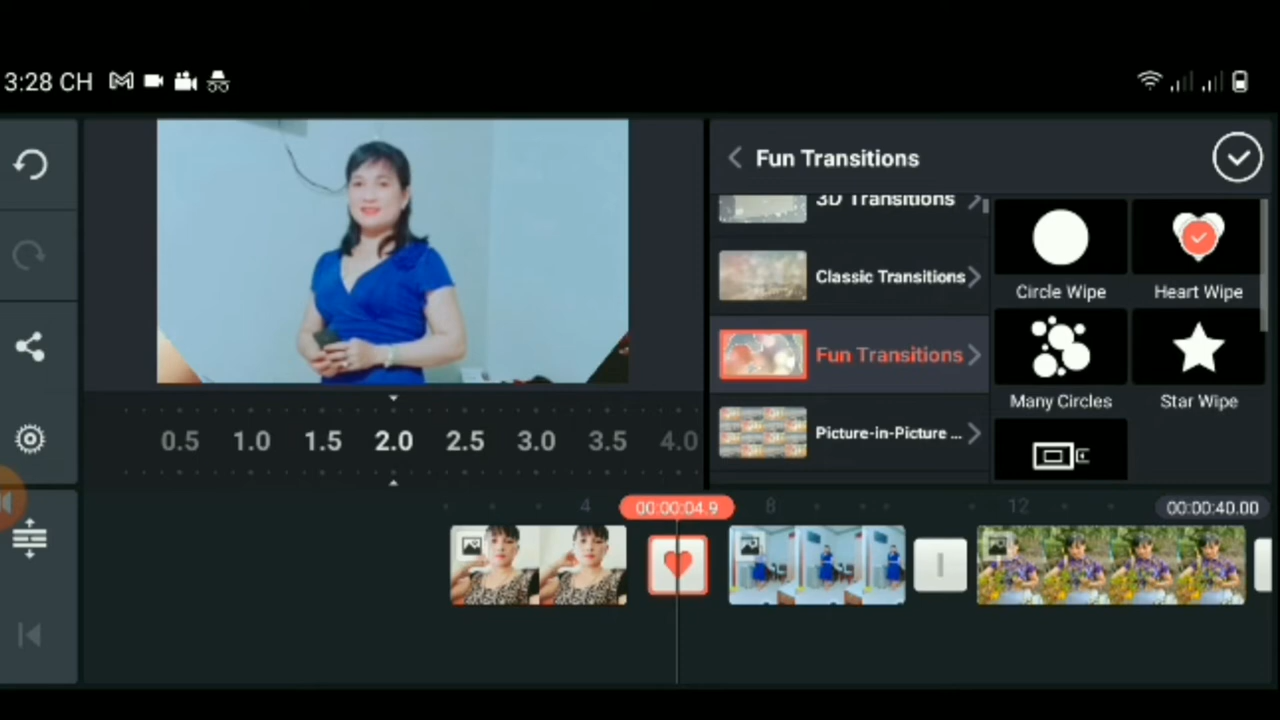 3:28 CH
Fun Transitions
3D Transitions
Classic Transitions
Fun Transitions
Picture-in-Picture ...
Circle Wipe
Heart Wipe
Many Circles
Star Wipe
0.5 1.0 1.5 2.0 2.5 3.0 3.5 4.0
4 00:00:04.9 8 12 00:00:40.00